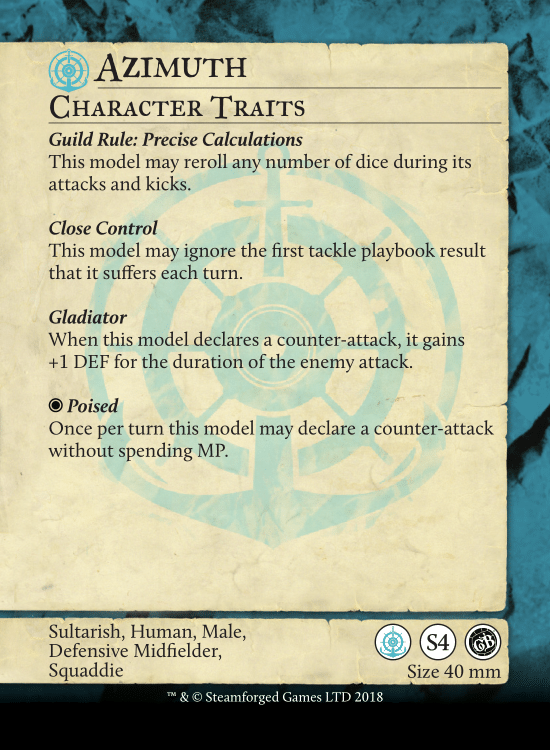 Azimuth
Character Traits
Guild Rule: Precise Calculations
This model may reroll any number of dice during its
attacks and kicks.
Close Control
This model may ignore the first tackle playbook result
that it suffers each turn.
Gladiator
When this model declares a counter-attack, it gains
+1 DEF for the duration of the enemy attack.
Poised
Once per turn this model may declare a counter-attack
without spending MP.
Sultarish, Human, Male,
Defensive Midfielder,
Squaddie
S4
GB
Size 40 mm
™ & © Steamforged Games LTD 2018